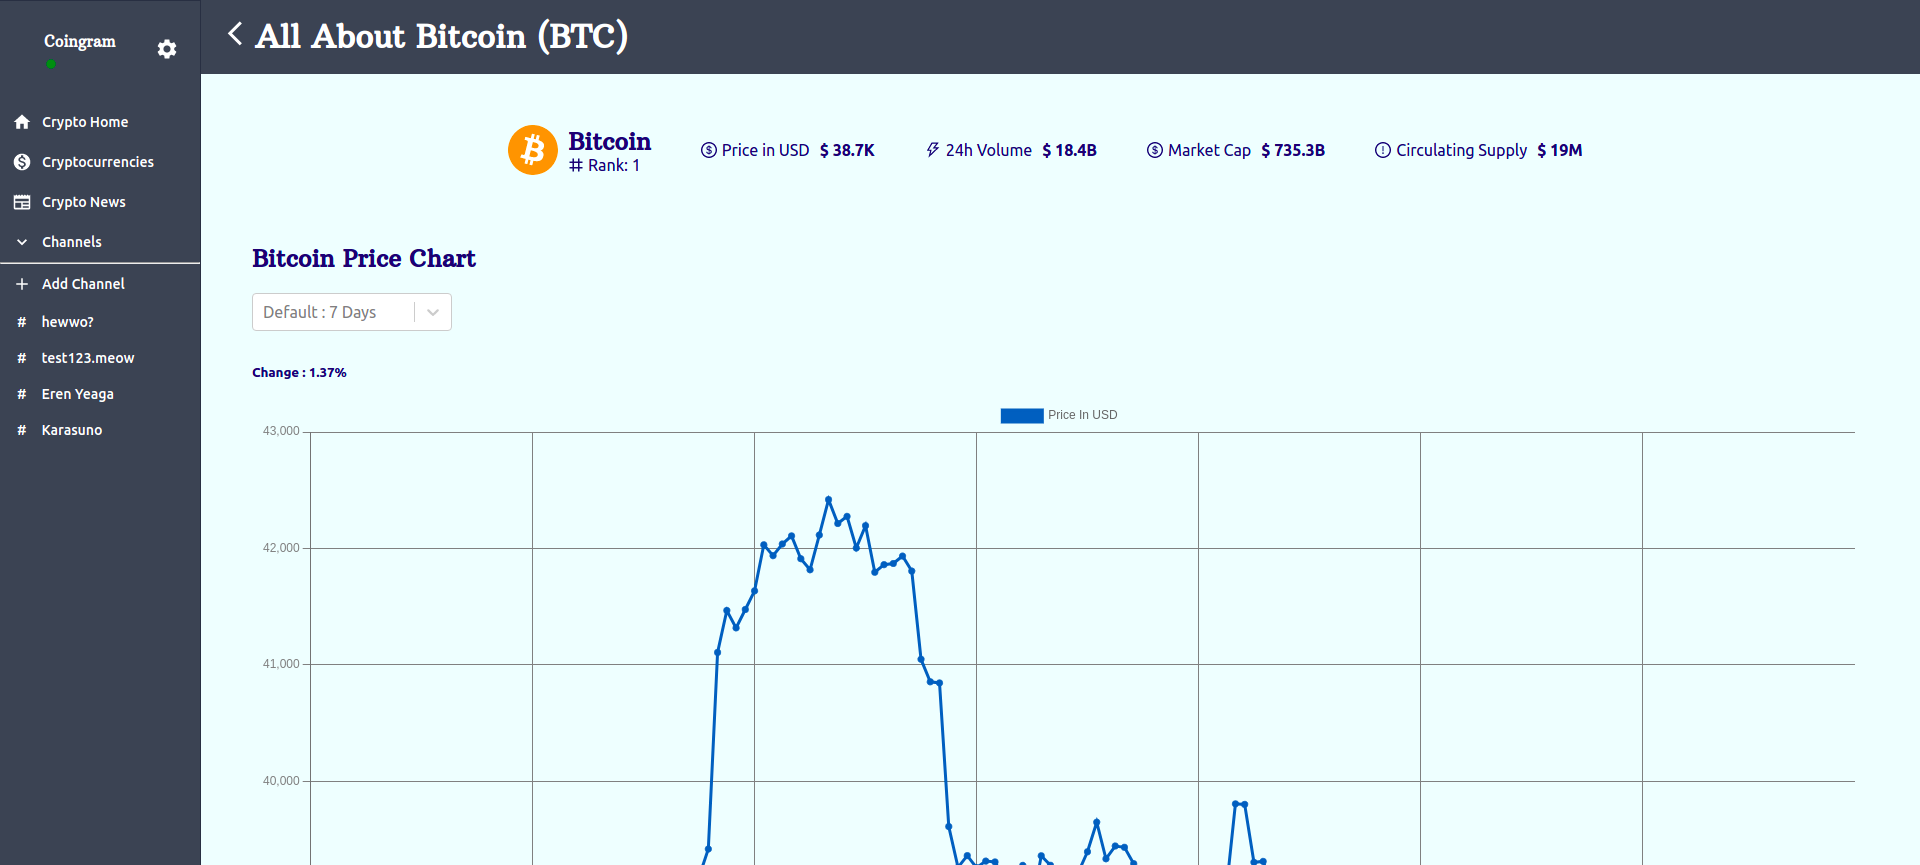 Coingram
Crypto Home
Cryptocurrencies
Crypto News
Channels
Add Channel
# hewwo?
# test123.meow
# Eren Yeaga
# Karasuno
All About Bitcoin (BTC)
Bitcoin
Rank: 1
Price in USD $ 38.7K
24h Volume $ 18.4B
Market Cap $ 735.3B
Circulating Supply $ 19M
Bitcoin Price Chart
Default : 7 Days
Change : 1.37%
Price In USD
43,000
42,000
41,000
40,000